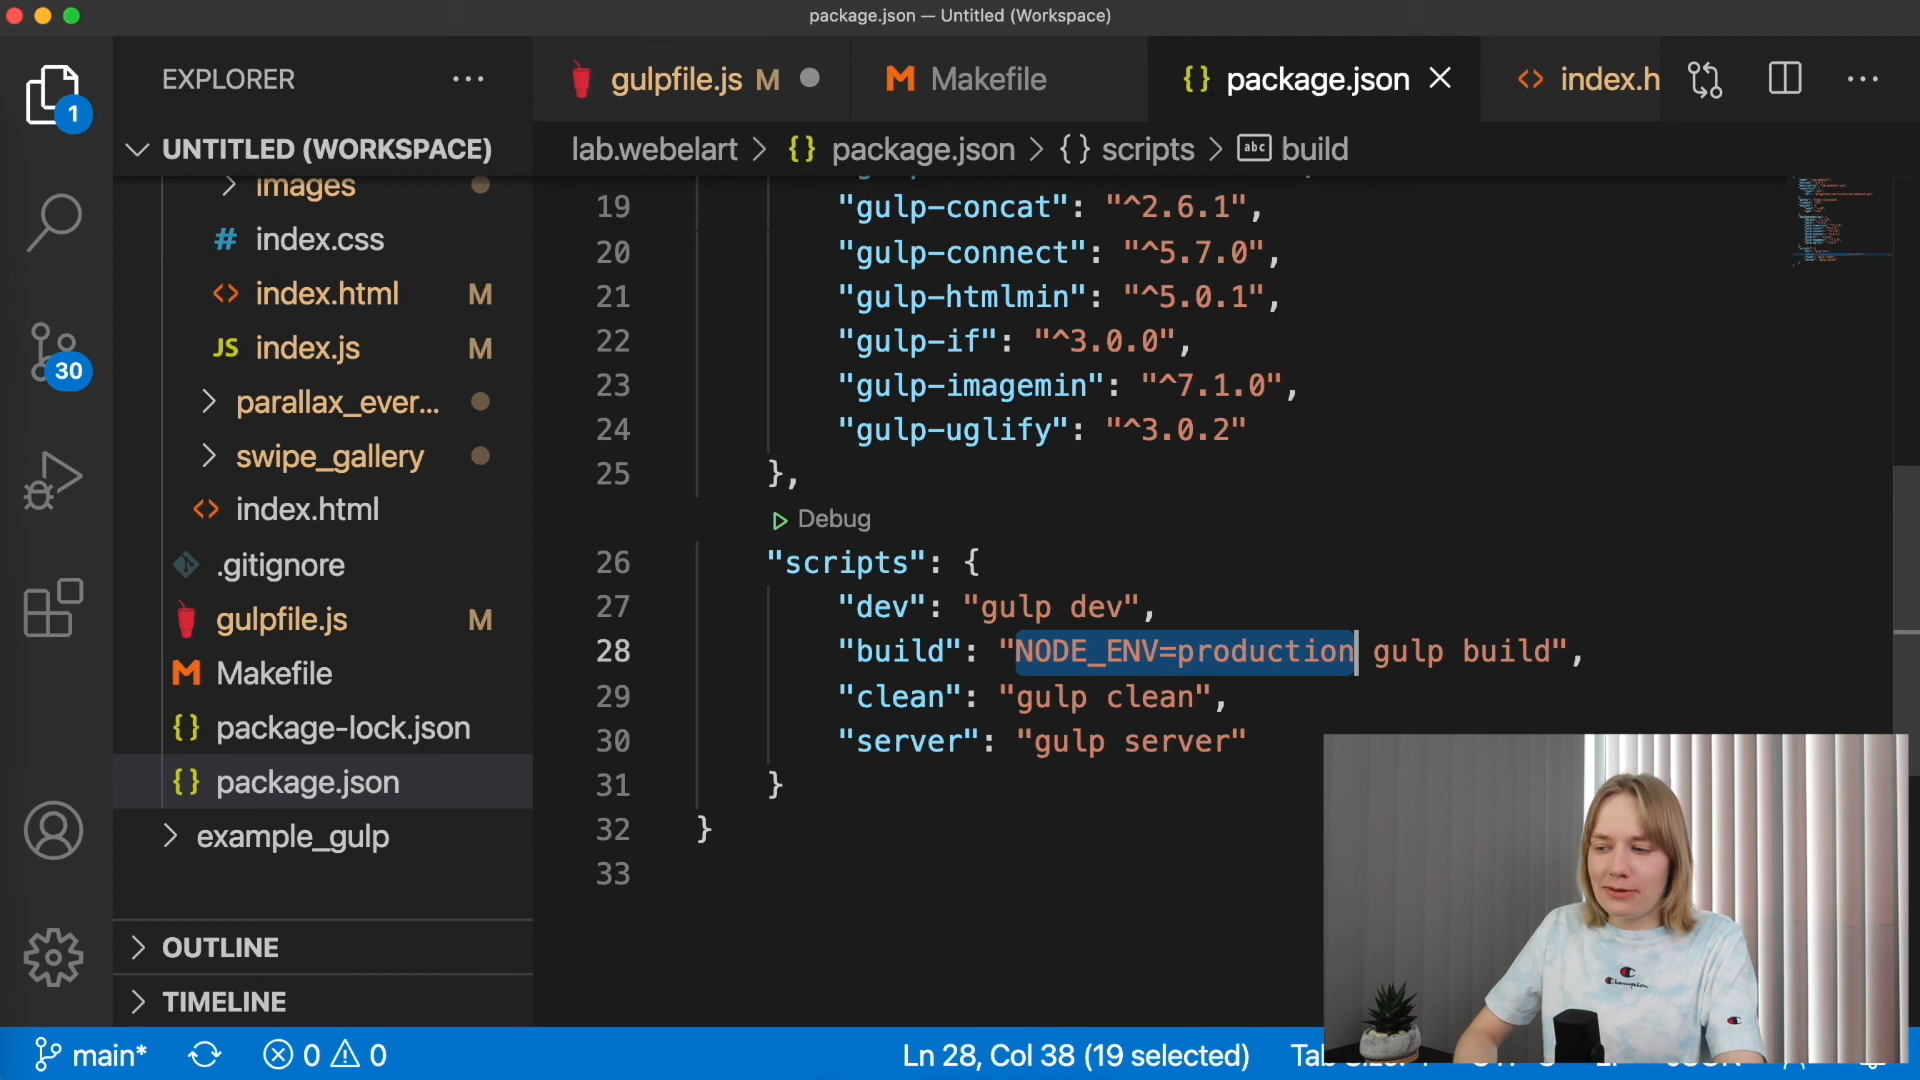 package.json — Untitled (Workspace)
EXPLORER
gulpfile.js M
Makefile
package.json
index.h
1
UNTITLED (WORKSPACE)
lab.webelart > {} package.json > {} scripts > abc build
images
index.css
index.html M
JS index.js M
parallax_ever...
swipe_gallery
index.html
.gitignore
gulpfile.js M
Makefile
package-lock.json
package.json
example_gulp
OUTLINE
TIMELINE
30
19 "gulp-concat": "^2.6.1",
20 "gulp-connect": "^5.7.0",
21 "gulp-htmlmin": "^5.0.1",
22 "gulp-if": "^3.0.0",
23 "gulp-imagemin": "^7.1.0",
24 "gulp-uglify": "^3.0.2"
25 },
Debug
26 "scripts": {
27 "dev": "gulp dev",
28 "build": "NODE_ENV=production gulp build",
29 "clean": "gulp clean",
30 "server": "gulp server"
31 }
32 }
33
Champion
main* 0 0 Ln 28, Col 38 (19 selected)